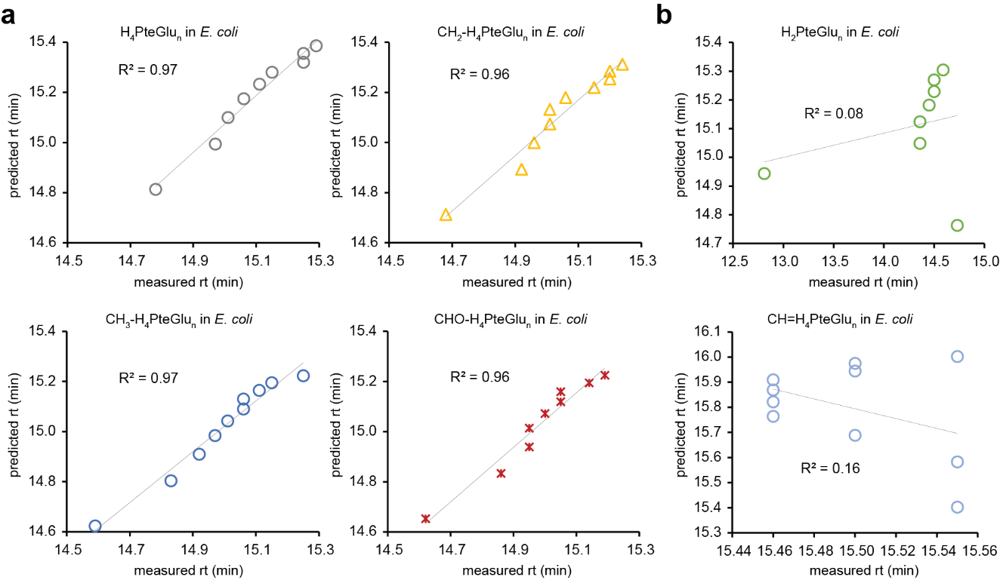 a
H₄PteGluₙ in E. coli
R² = 0.97
predicted rt (min)
15.4
15.2
15.0
14.8
14.6
14.5 14.7 14.9 15.1 15.3
measured rt (min)
CH₂-H₄PteGluₙ in E. coli
R² = 0.96
predicted rt (min)
15.4
15.2
15.0
14.8
14.6
14.5 14.7 14.9 15.1 15.3
measured rt (min)
b
H₂PteGluₙ in E. coli
R² = 0.08
predicted rt (min)
15.4
15.3
15.2
15.1
15.0
14.9
14.8
14.7
12.5 13.0 13.5 14.0 14.5 15.0
measured rt (min)
CH₃-H₄PteGluₙ in E. coli
R² = 0.97
predicted rt (min)
15.4
15.2
15.0
14.8
14.6
14.5 14.7 14.9 15.1 15.3
measured rt (min)
CHO-H₄PteGluₙ in E. coli
R² = 0.96
predicted rt (min)
15.4
15.2
15.0
14.8
14.6
14.5 14.7 14.9 15.1 15.3
measured rt (min)
CH=H₄PteGluₙ in E. coli
R² = 0.16
predicted rt (min)
16.1
16.0
15.9
15.8
15.7
15.6
15.5
15.4
15.3
15.44 15.46 15.48 15.50 15.52 15.54 15.56
measured rt (min)